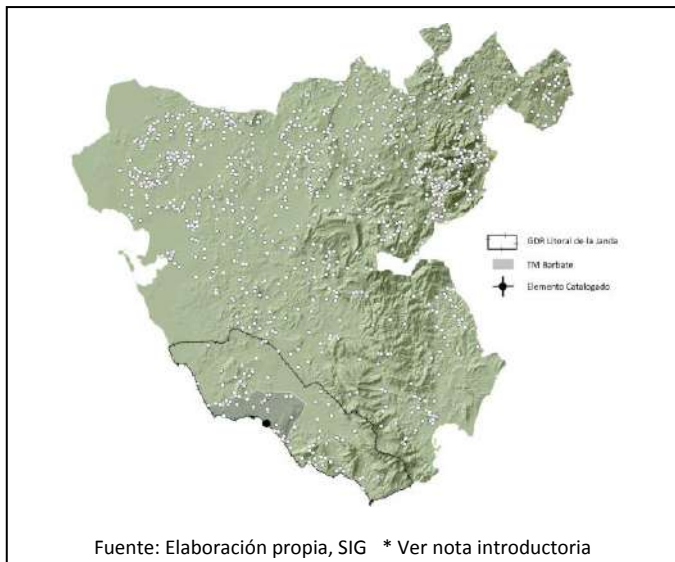 GDR Litoral de la Janda
TM Barbate
Elemento Catalogado
Fuente: Elaboración propia, SIG * Ver nota introductoria